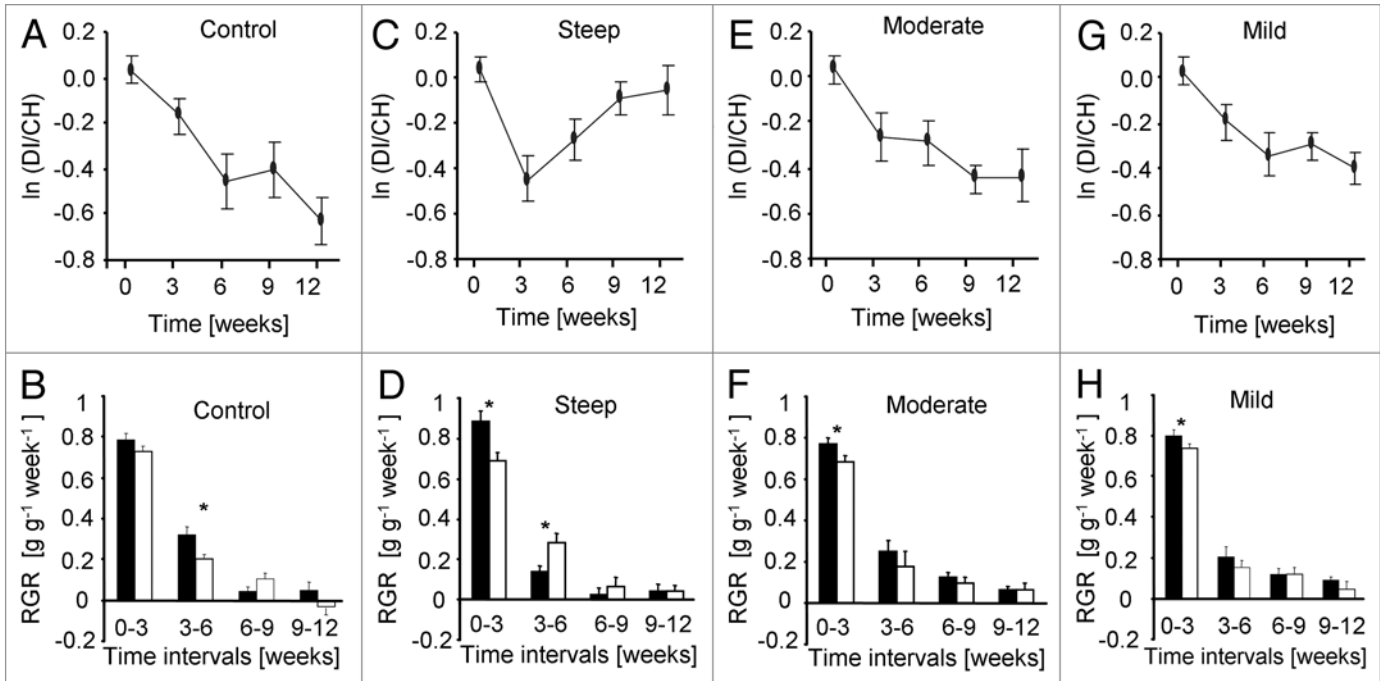 A
Control
0.2
0.0
-0.2
-0.4
-0.6
-0.8
ln (DI/CH)
0 3 6 9 12
Time [weeks]
C
Steep
0.2
0.0
-0.2
-0.4
-0.6
-0.8
ln (DI/CH)
0 3 6 9 12
Time [weeks]
E
Moderate
0.2
0.0
-0.2
-0.4
-0.6
-0.8
ln (DI/CH)
0 3 6 9 12
Time [weeks]
G
Mild
0.2
0.0
-0.2
-0.4
-0.6
-0.8
ln (DI/CH)
0 3 6 9 12
Time [weeks]
B
Control
1
0.8
0.6
0.4
0.2
0
-0.2
RGR [g g⁻¹ week⁻¹ ]
*
0-3 3-6 6-9 9-12
Time intervals [weeks]
D
Steep
1
0.8
0.6
0.4
0.2
0
-0.2
RGR [g g⁻¹ week⁻¹ ]
*
*
0-3 3-6 6-9 9-12
Time intervals [weeks]
F
Moderate
1
0.8
0.6
0.4
0.2
0
-0.2
RGR [g g⁻¹ week⁻¹ ]
*
0-3 3-6 6-9 9-12
Time intervals [weeks]
H
Mild
1
0.8
0.6
0.4
0.2
0
-0.2
RGR [g g⁻¹ week⁻¹ ]
*
0-3 3-6 6-9 9-12
Time intervals [weeks]